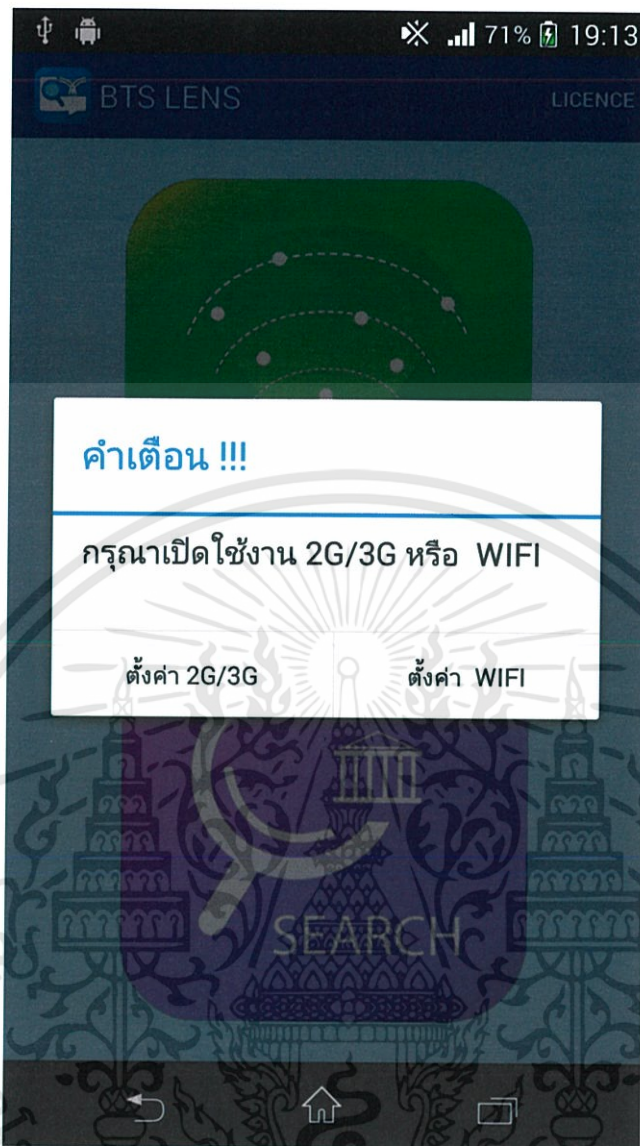 71% 19:13
BTS LENS LICENCE
คำเตือน !!!
กรุณาเปิดใช้งาน 2G/3G หรือ WIFI
ตั้งค่า 2G/3G ตั้งค่า WIFI
SEARCH